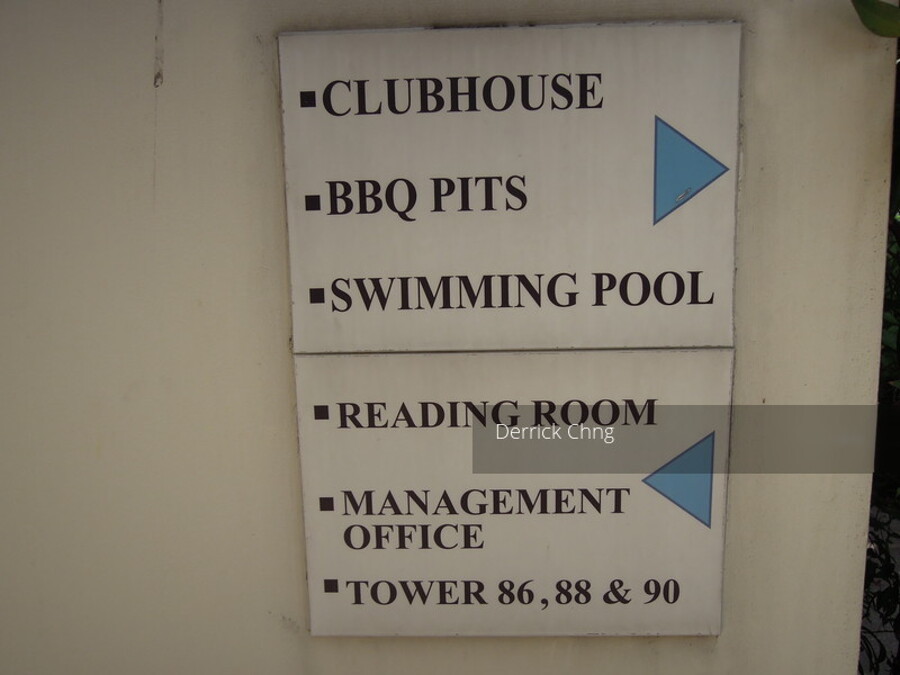 ▪CLUBHOUSE
▪BBQ PITS
▪SWIMMING POOL
▪READING ROOM
Derrick Chng
▪MANAGEMENT
OFFICE
▪TOWER 86, 88 & 90